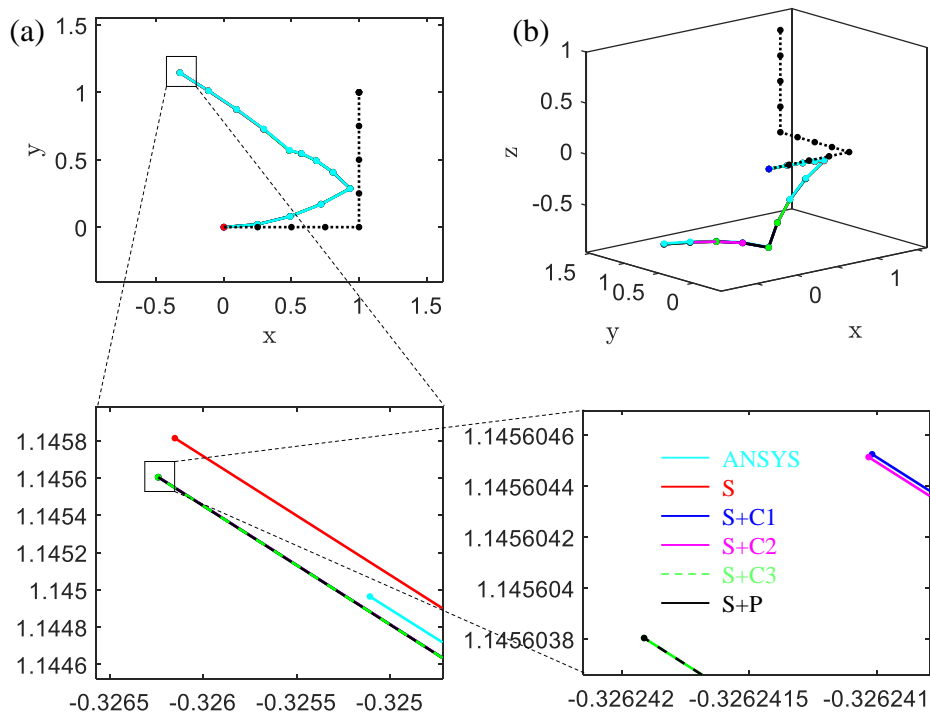 (a)
1.5
1
0.5
0
y
-0.5 0 0.5 1 1.5
x
(b)
1
0.5
0
-0.5
z
1.5 1 0.5 0
y
0 1
x
1.1458
1.1456
1.1454
1.1452
1.145
1.1448
1.1446
-0.3265 -0.326 -0.3255 -0.325
1.1456046
1.1456044
1.1456042
1.145604
1.1456038
-0.326242 -0.3262415 -0.326241
ANSYS
S
S+C1
S+C2
S+C3
S+P